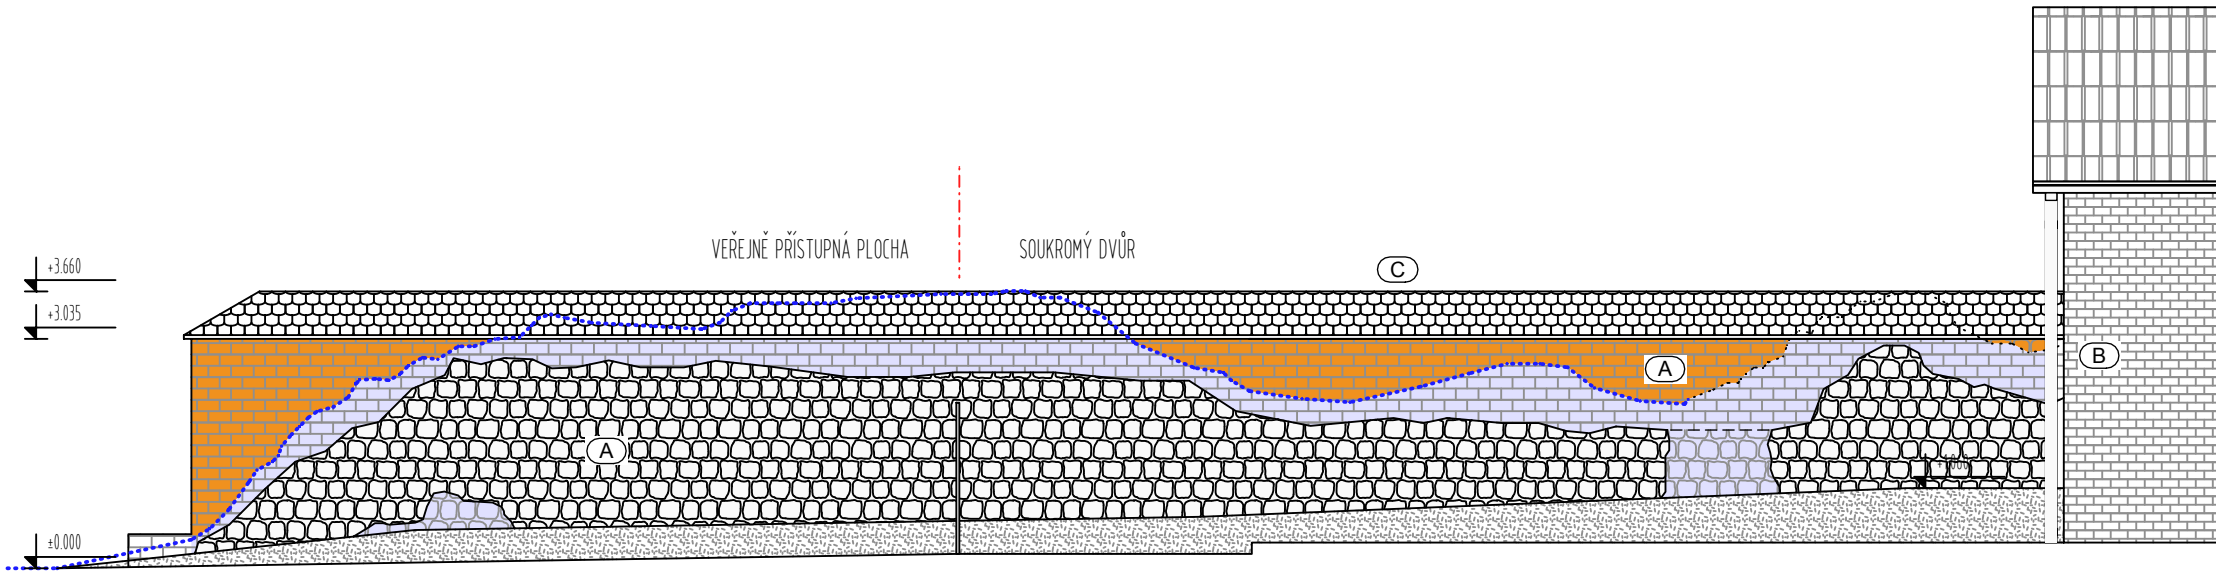 VEŘEJNĚ PŘÍSTUPNÁ PLOCHA
SOUKROMÝ DVŮR
+3.660
C
+3.035
B
A
A
±0.000